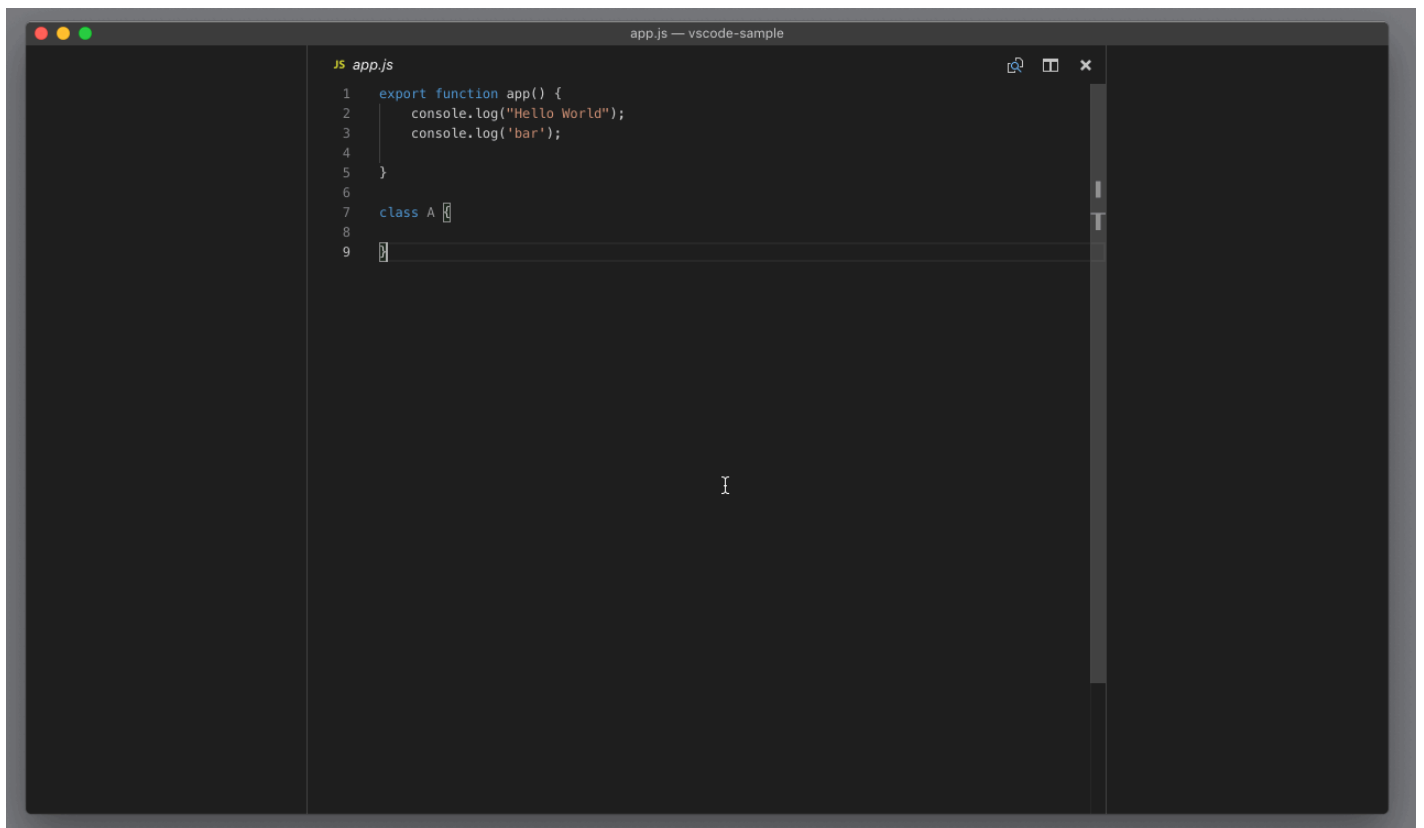 app.js — vscode-sample
JS app.js
1 export function app() {
2     console.log("Hello World");
3     console.log('bar');
4
5 }
6
7 class A {
8
9 }